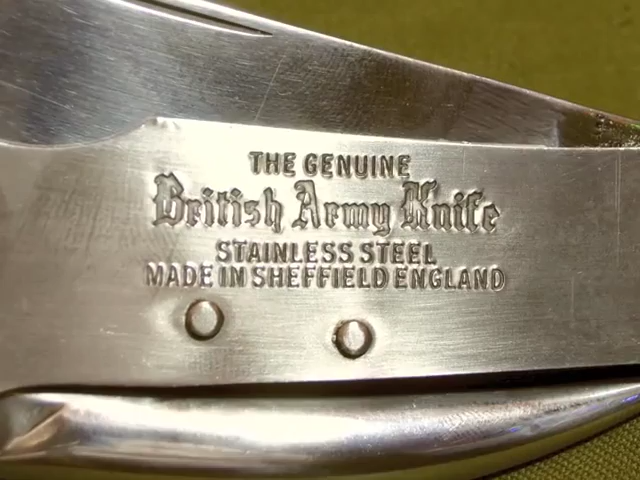 THE GENUINE
British Army Knife
STAINLESS STEEL
MADE IN SHEFFIELD ENGLAND